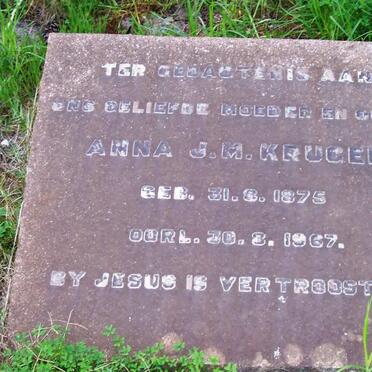 TER GEDAGTENIS AAN
ONS GELIEFDE MOEDER EN
ANNA J.M. KRUGER
GEB. 31. 8. 1875
OORL. 30. 3. 1967.
BY JESUS IS VERTROOSTING